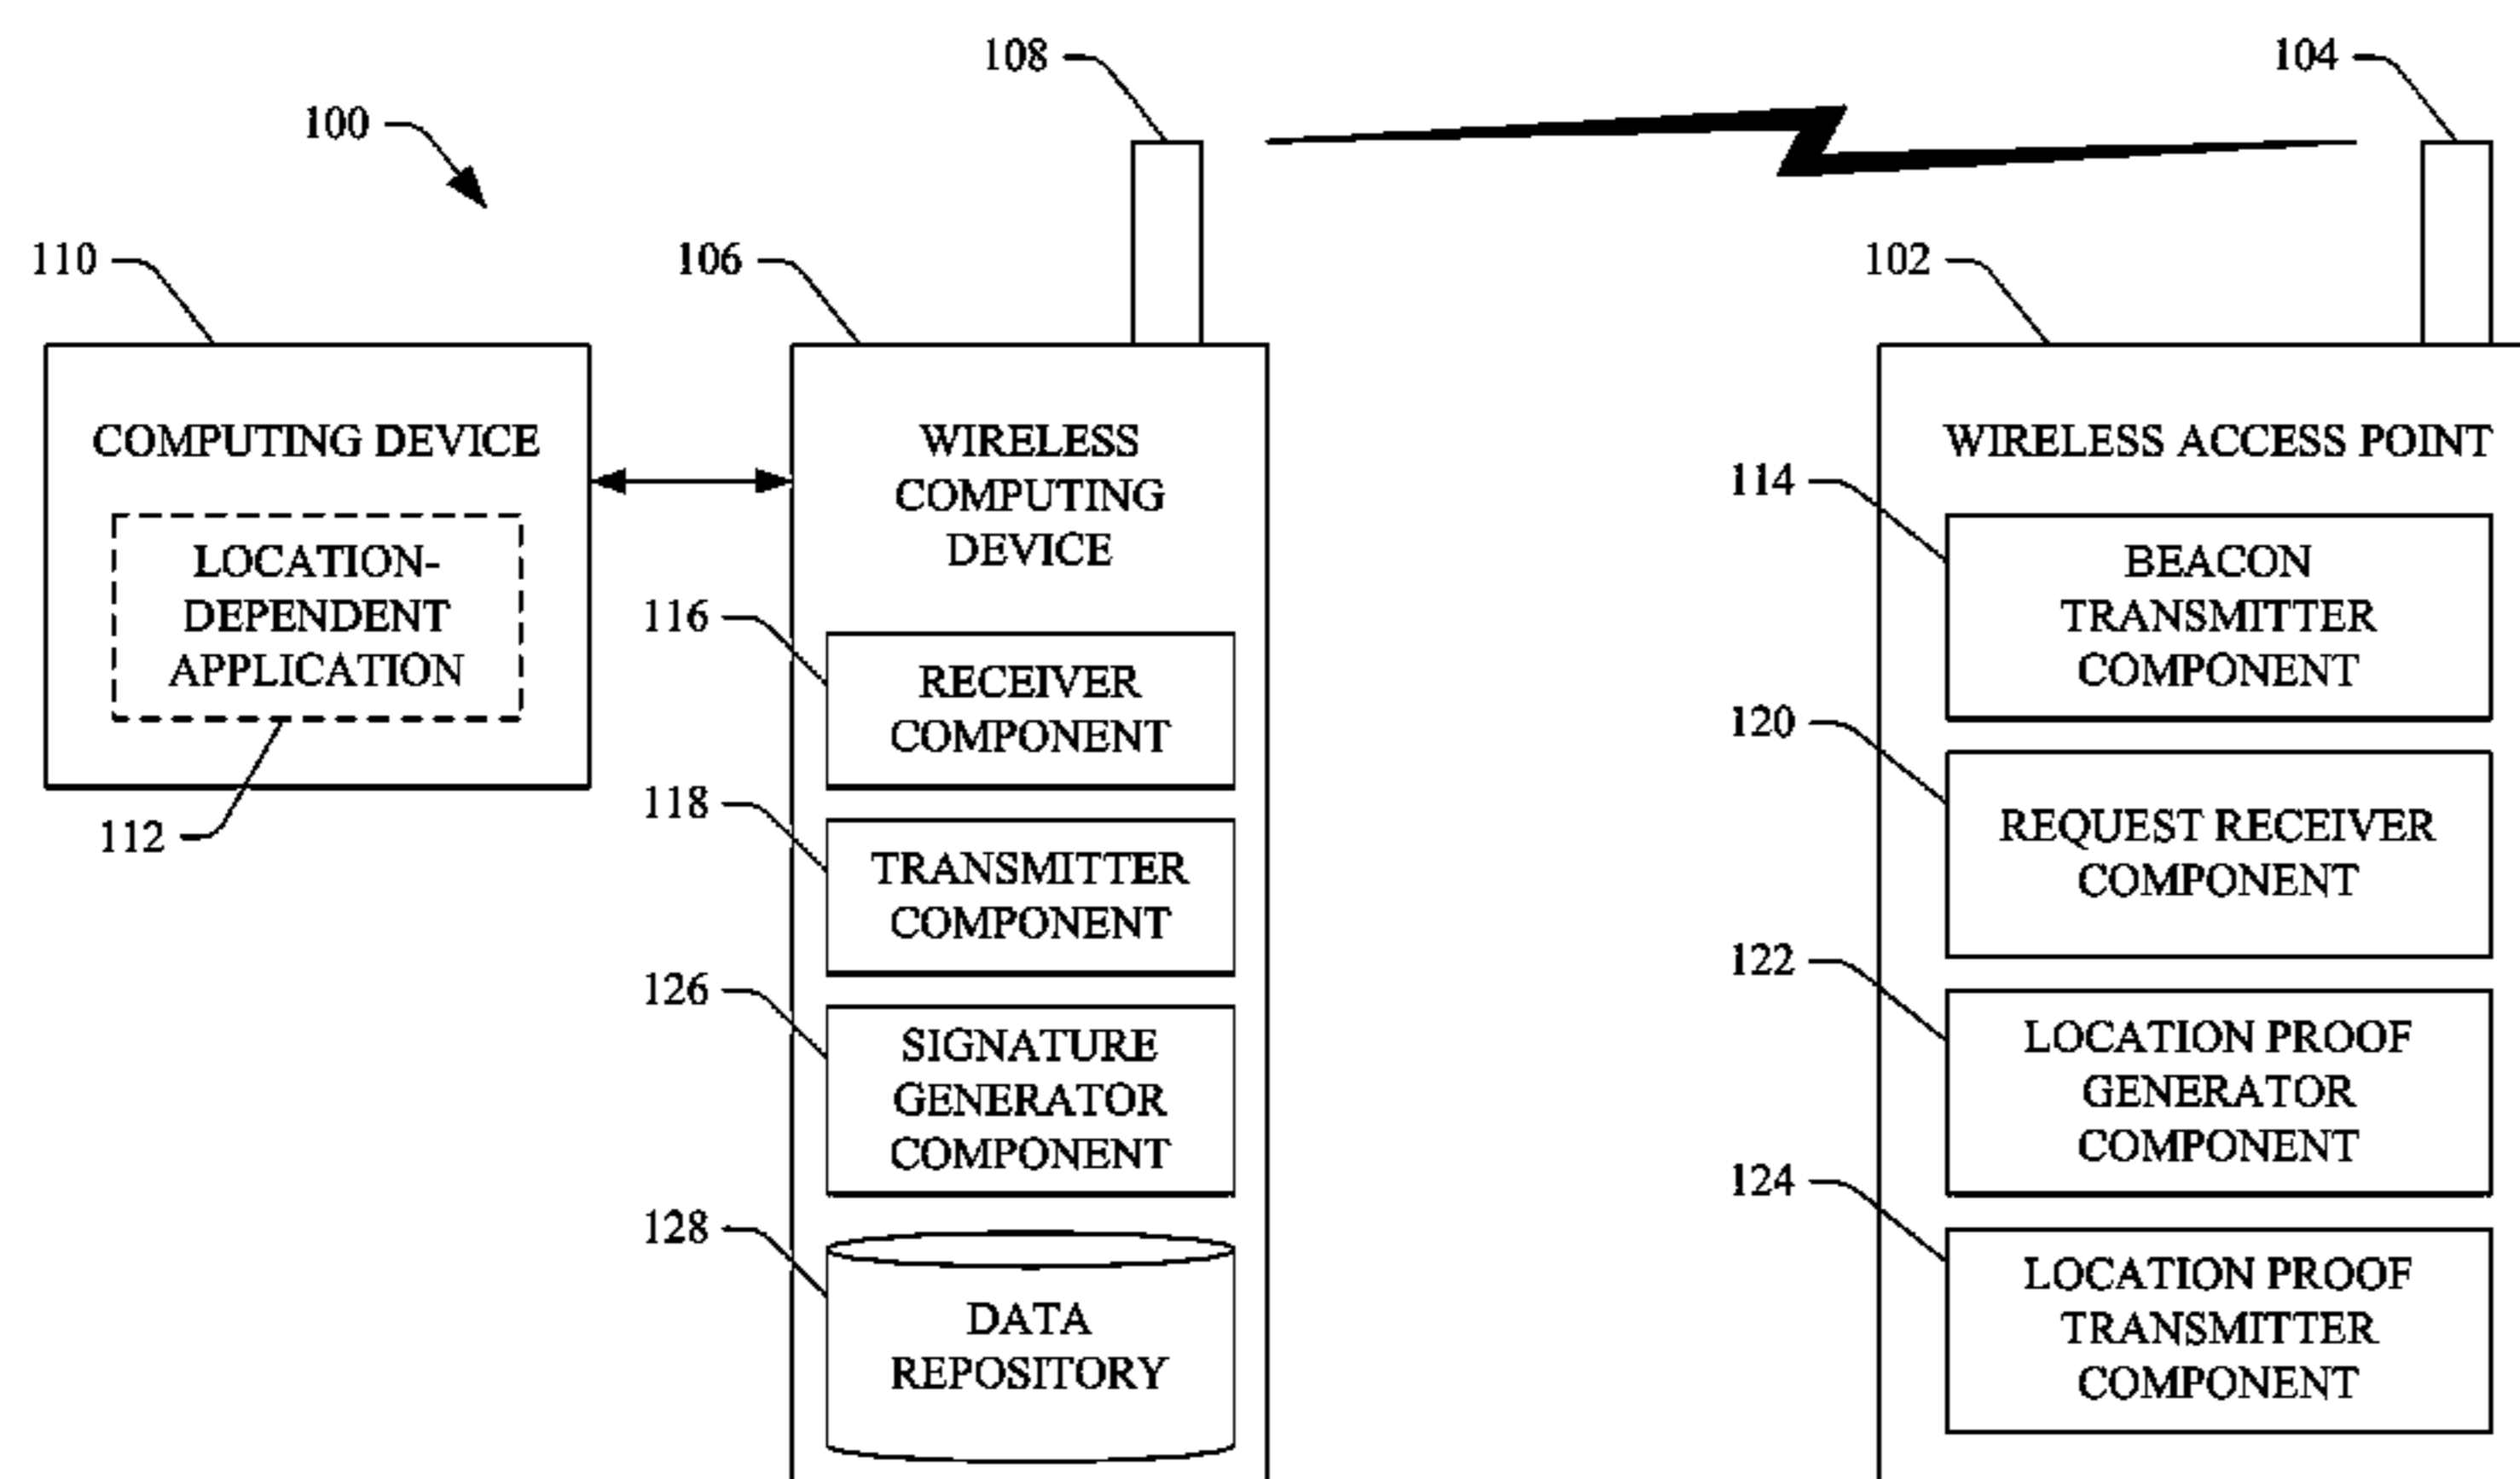 108
104
100
110
106
102
COMPUTING DEVICE
LOCATION-
DEPENDENT
APPLICATION
112
WIRELESS
COMPUTING
DEVICE
116
RECEIVER
COMPONENT
118
TRANSMITTER
COMPONENT
126
SIGNATURE
GENERATOR
COMPONENT
128
DATA
REPOSITORY
WIRELESS ACCESS POINT
114
BEACON
TRANSMITTER
COMPONENT
120
REQUEST RECEIVER
COMPONENT
122
LOCATION PROOF
GENERATOR
COMPONENT
124
LOCATION PROOF
TRANSMITTER
COMPONENT